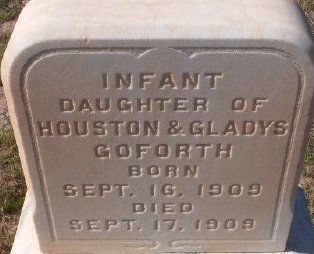 INFANT
DAUGHTER OF
HOUSTON & GLADYS
GOFORTH
BORN
SEPT. 16, 1909
DIED
SEPT. 17, 1909